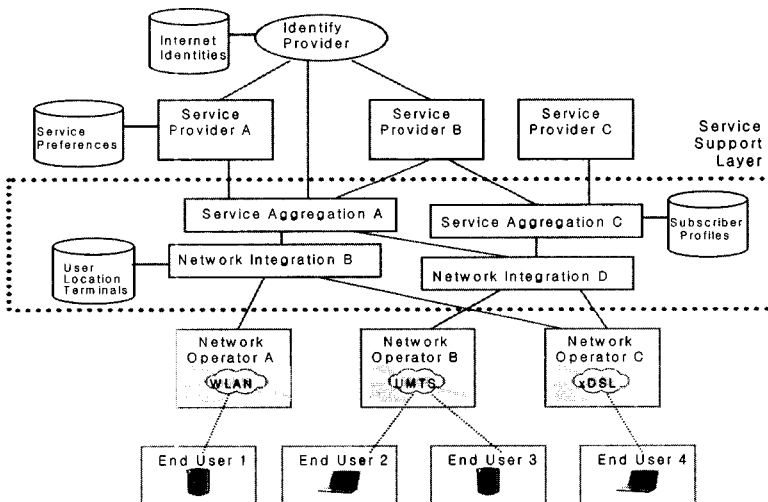 Identify
Provider
Internet
Identities
Service
Provider A
Service
Provider B
Service
Provider C
Service
Preferences
Service
Support
Layer
Service Aggregation A
Service Aggregation C
Subscriber
Profiles
User
Location
Terminals
Network Integration B
Network Integration D
Network
Operator A
WLAN
Network
Operator B
UMTS
Network
Operator C
xDSL
End User 1
End User 2
End User 3
End User 4